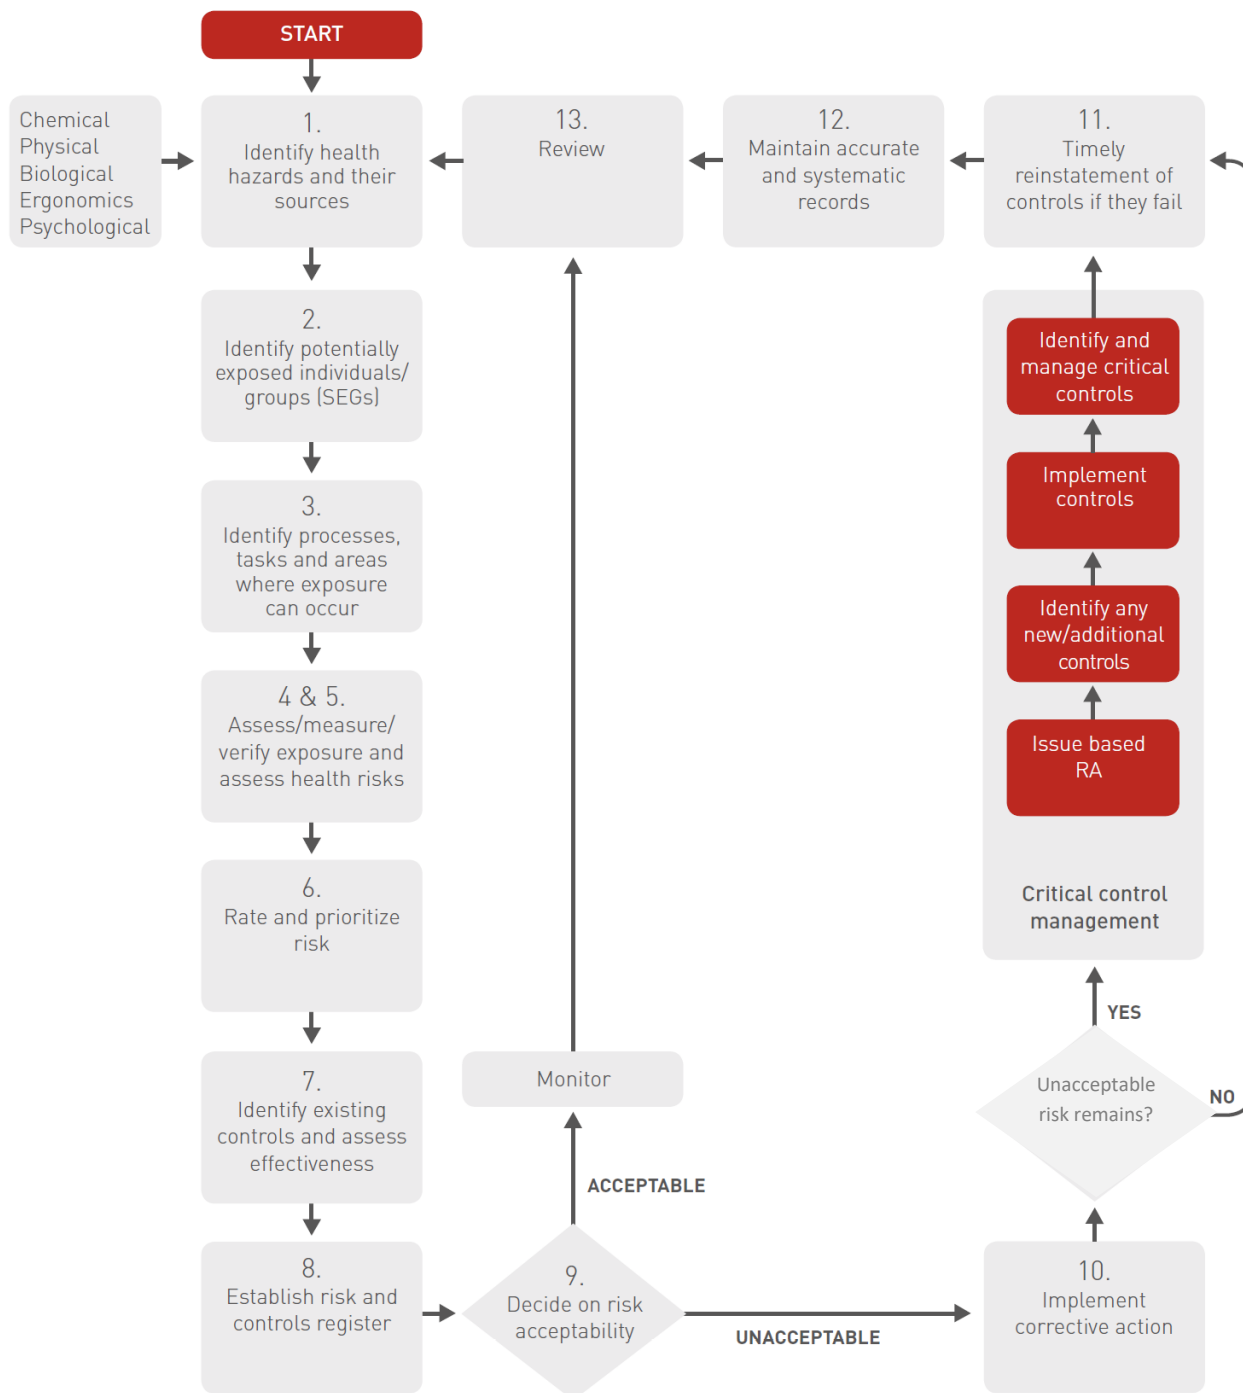 START
Chemical
Physical
Biological
Ergonomics
Psychological
1.
Identify health
hazards and their
sources
13.
Review
12.
Maintain accurate
and systematic
records
11.
Timely
reinstatement of
controls if they fail
2.
Identify potentially
exposed individuals/
groups (SEGs)
3.
Identify processes,
tasks and areas
where exposure
can occur
4 & 5.
Assess/measure/
verify exposure and
assess health risks
6.
Rate and prioritize
risk
7.
Identify existing
controls and assess
effectiveness
8.
Establish risk and
controls register
9.
Decide on risk
acceptability
ACCEPTABLE
Monitor
UNACCEPTABLE
10.
Implement
corrective action
Unacceptable
risk remains?
NO
YES
Critical control
management
Issue based
RA
Identify any
new/additional
controls
Implement
controls
Identify and
manage critical
controls